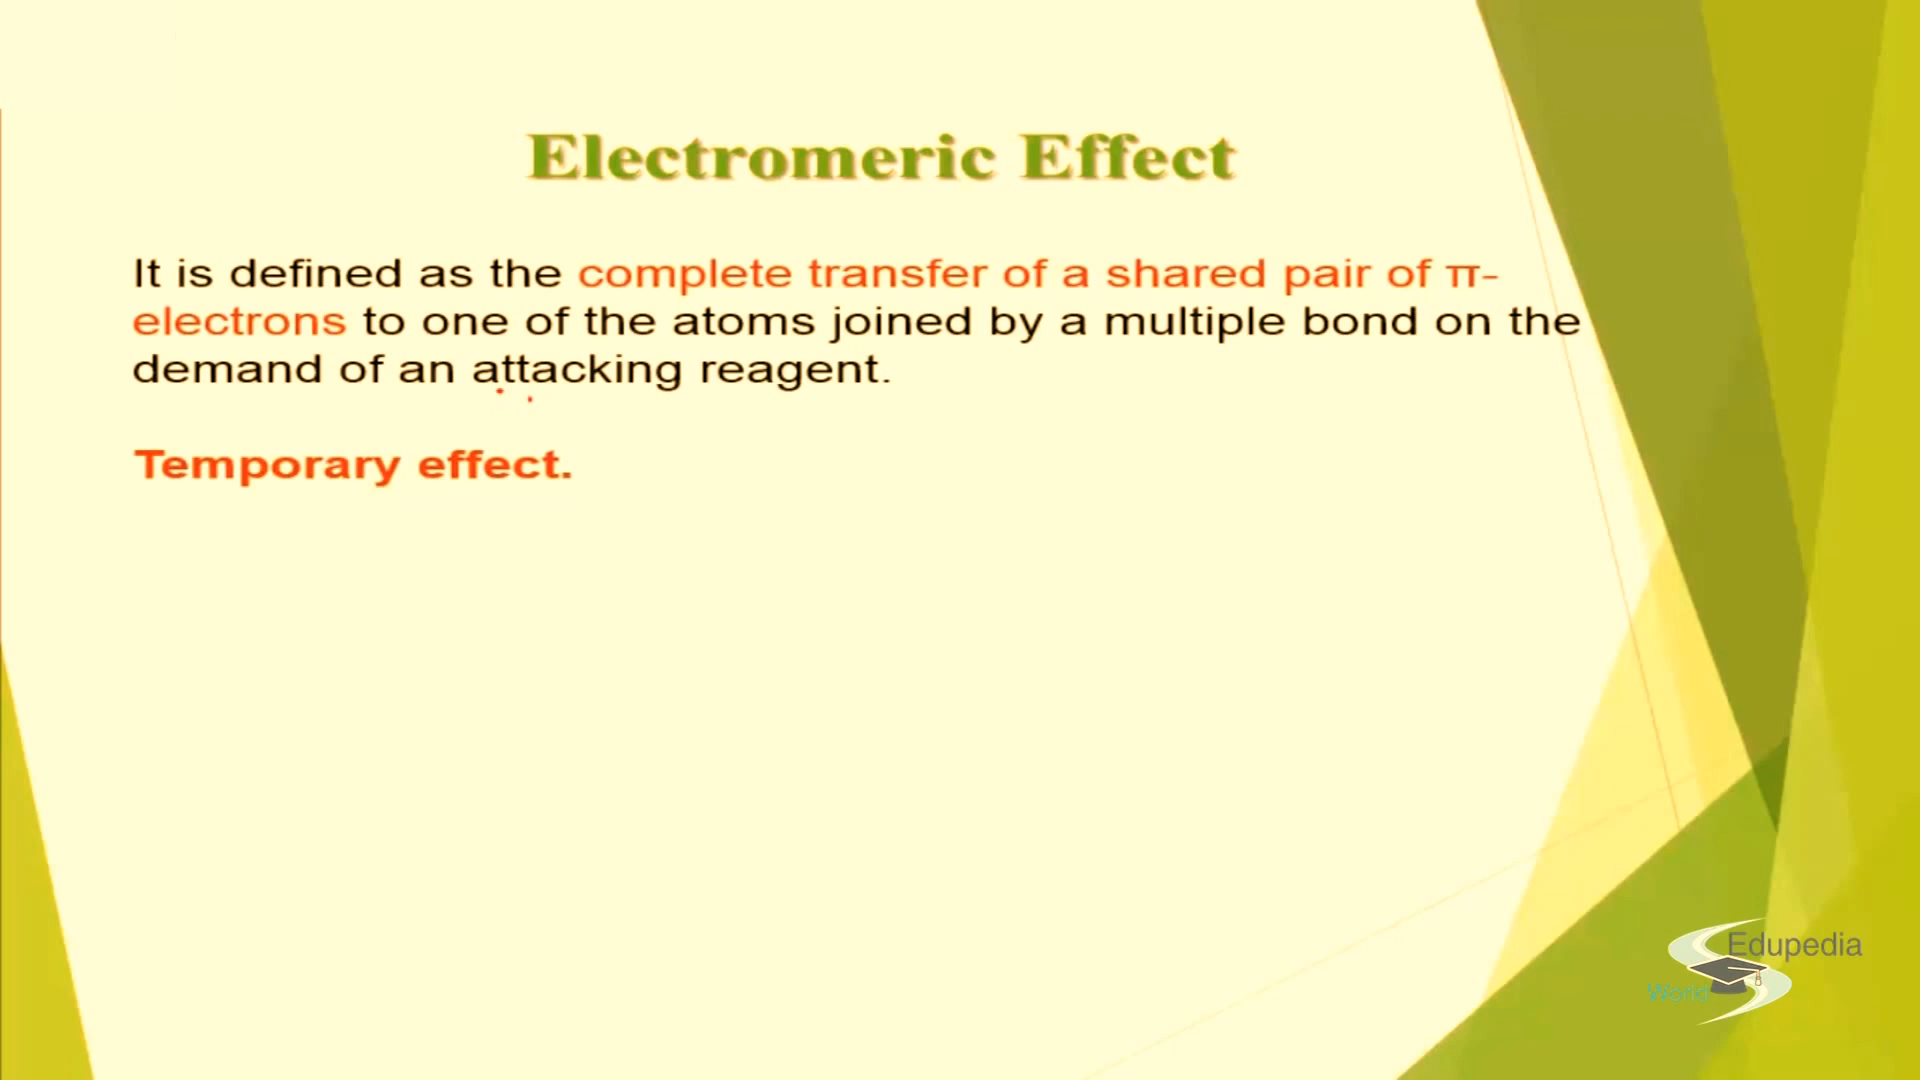 Electromeric Effect
It is defined as the complete transfer of a shared pair of π-
electrons to one of the atoms joined by a multiple bond on the
demand of an attacking reagent.
Temporary effect.
Edupedia
World